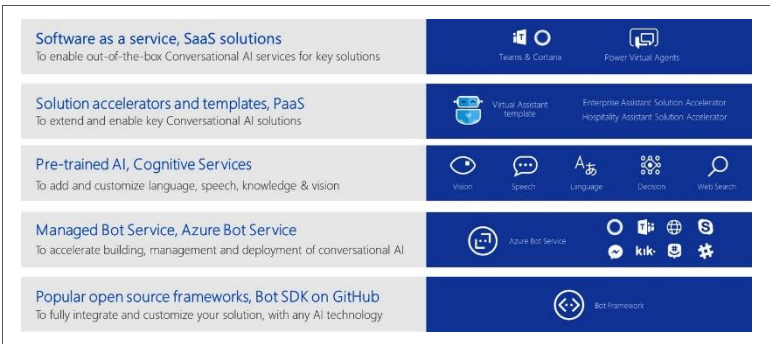 Software as a service, SaaS solutions
To enable out-of-the-box Conversational AI services for key solutions
Teams & Cortana
Power Virtual Agents
Solution accelerators and templates, PaaS
To extend and enable key Conversational AI solutions
Virtual Assistant
template
Enterprise Assistant Solution Accelerator
Hospitality Assistant Solution Accelerator
Pre-trained AI, Cognitive Services
To add and customize language, speech, knowledge & vision
Vision
Speech
Language
Decision
Web Search
Managed Bot Service, Azure Bot Service
To accelerate building, management and deployment of conversational AI
Azure Bot Service
kik·
Popular open source frameworks, Bot SDK on GitHub
To fully integrate and customize your solution, with any AI technology
Bot Framework